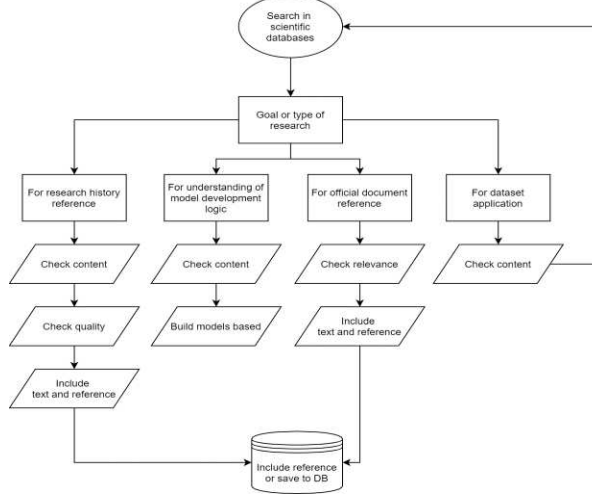 Search in
scientific
databases
Goal or type of
research
For research history
reference
For understanding of
model development
logic
For official document
reference
For dataset
application
Check content
Check content
Check relevance
Check content
Check quality
Build models based
Include
text and reference
Include
text and reference
Include reference
or save to DB